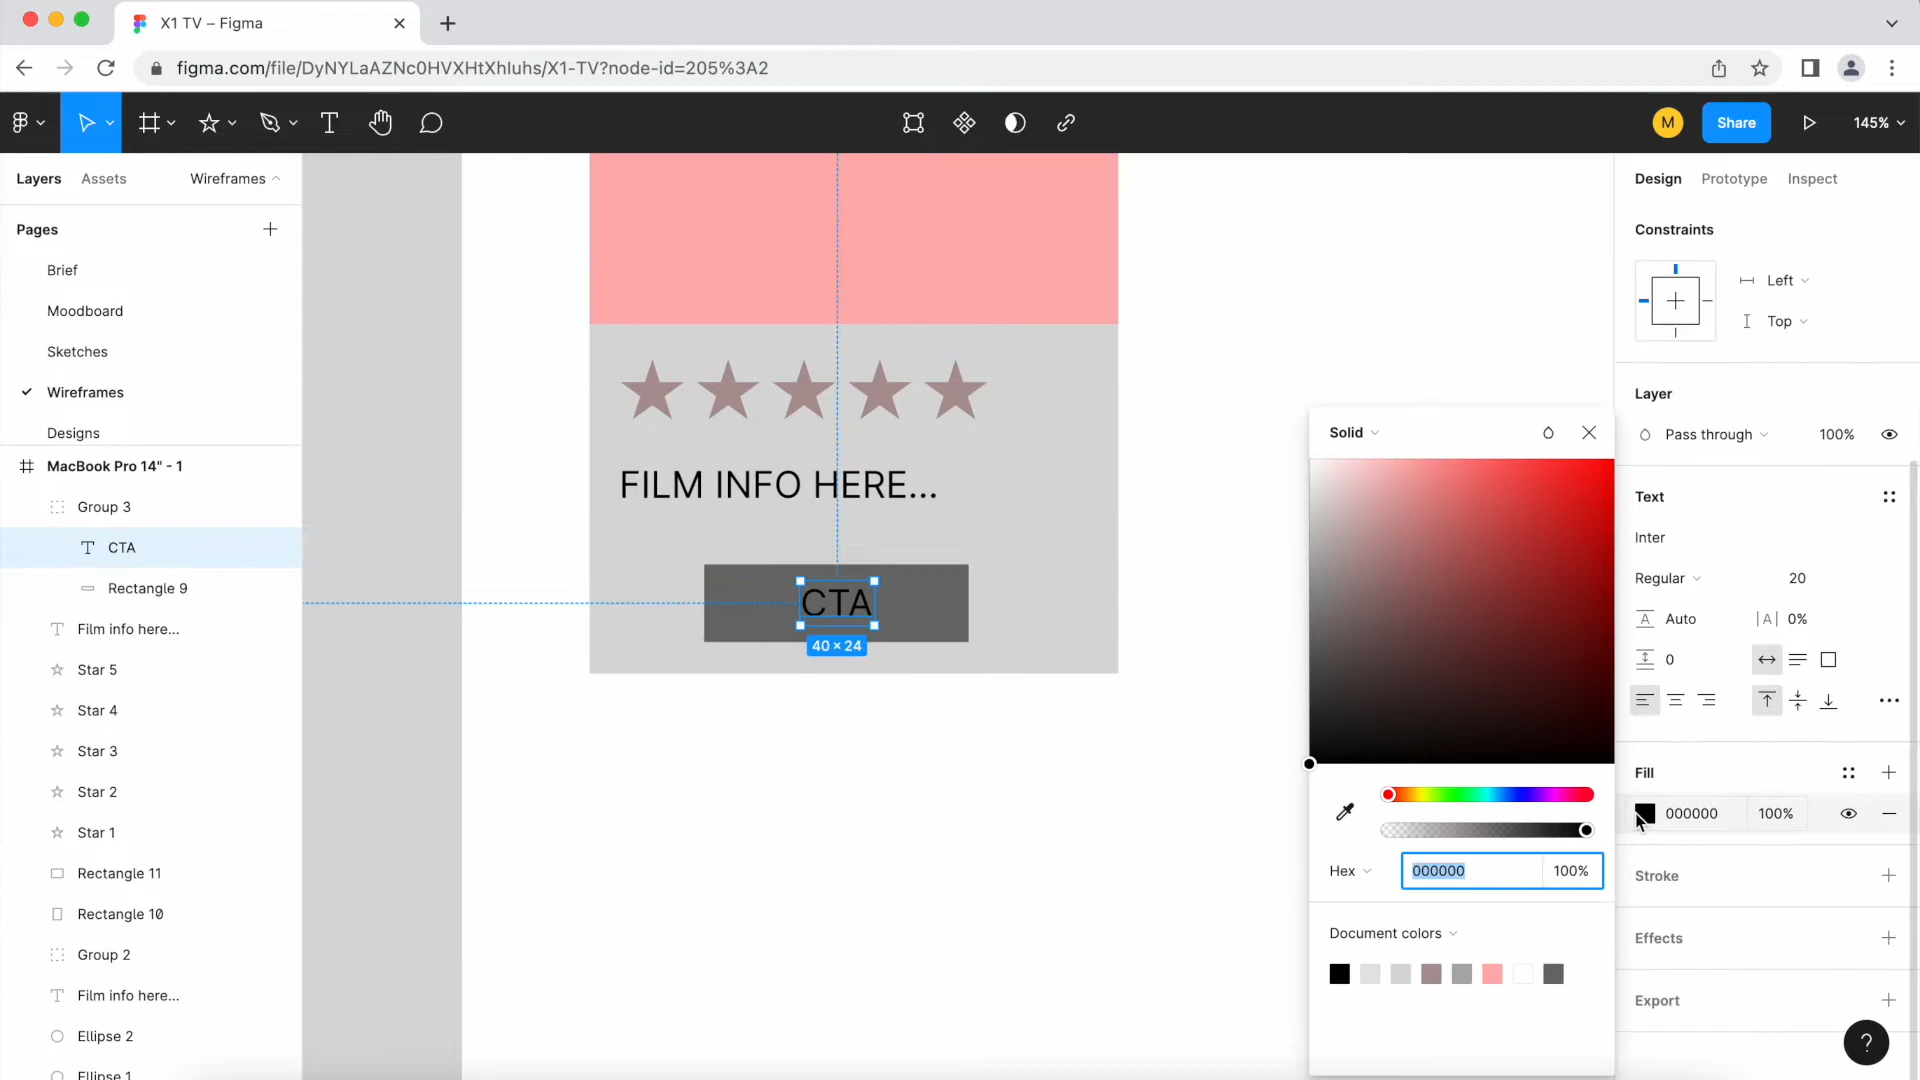 X1 TV – Figma
figma.com/file/DyNYLaAZNc0HVXHtXhluhs/X1-TV?node-id=205%3A2
M
Share
145%
Layers
Assets
Wireframes
Pages
Brief
Moodboard
Sketches
Wireframes
Designs
MacBook Pro 14" - 1
Group 3
CTA
Rectangle 9
Film info here...
Star 5
Star 4
Star 3
Star 2
Star 1
Rectangle 11
Rectangle 10
Group 2
Film info here...
Ellipse 2
Ellipse 1
FILM INFO HERE...
CTA
40 × 24
Solid
Hex
000000
100%
Document colors
Design
Prototype
Inspect
Constraints
Left
Top
Layer
Pass through
100%
Text
Inter
Regular
20
Auto
0%
0
Fill
000000
100%
Stroke
Effects
Export
?